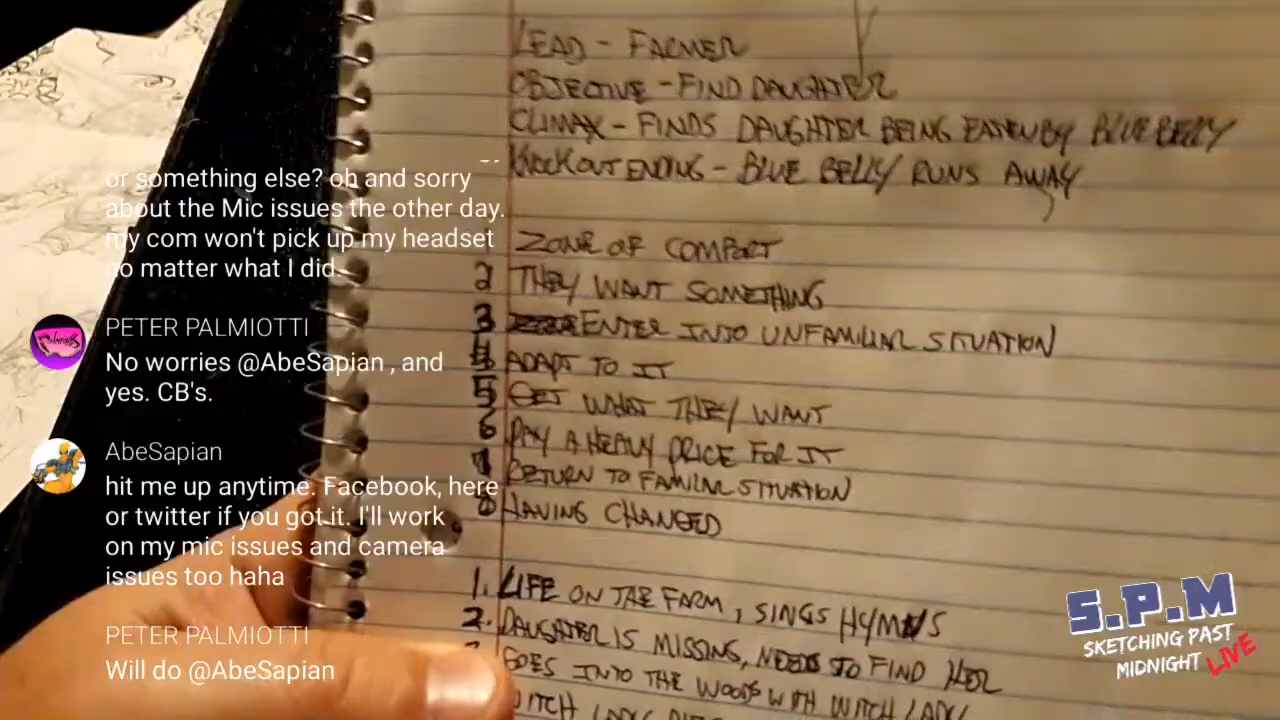 LEAD - FARMER
OBJECTIVE - FIND DAUGHTER
CLIMAX - FINDS DAUGHTER BEING EATEN BY BLUE BELLY
KNOCKOUT ENDING - BLUE BELLY RUNS AWAY
ZONE OF COMFORT
2 THEY WANT SOMETHING
3 ENTER INTO UNFAMILIAR SITUATION
4 ADAPT TO IT
5 GET WHAT THEY WANT
6 PAY A HEAVY PRICE FOR IT
7 RETURN TO FAMILIAR SITUATION
8 HAVING CHANGED
1. LIFE ON THE FARM, SINGS HYMNS
2. DAUGHTER IS MISSING, NEEDS TO FIND HER
GOES INTO THE WOODS WITH WITCH LADY
WITCH LADY
or something else? oh and sorry
about the Mic issues the other day.
my com won't pick up my headset
no matter what I did.
PETER PALMIOTTI
No worries @AbeSapian , and
yes. CB's.
AbeSapian
hit me up anytime. Facebook, here
or twitter if you got it. I'll work
on my mic issues and camera
issues too haha
PETER PALMIOTTI
Will do @AbeSapian
S.P.M
SKETCHING PAST
MIDNIGHT LIVE